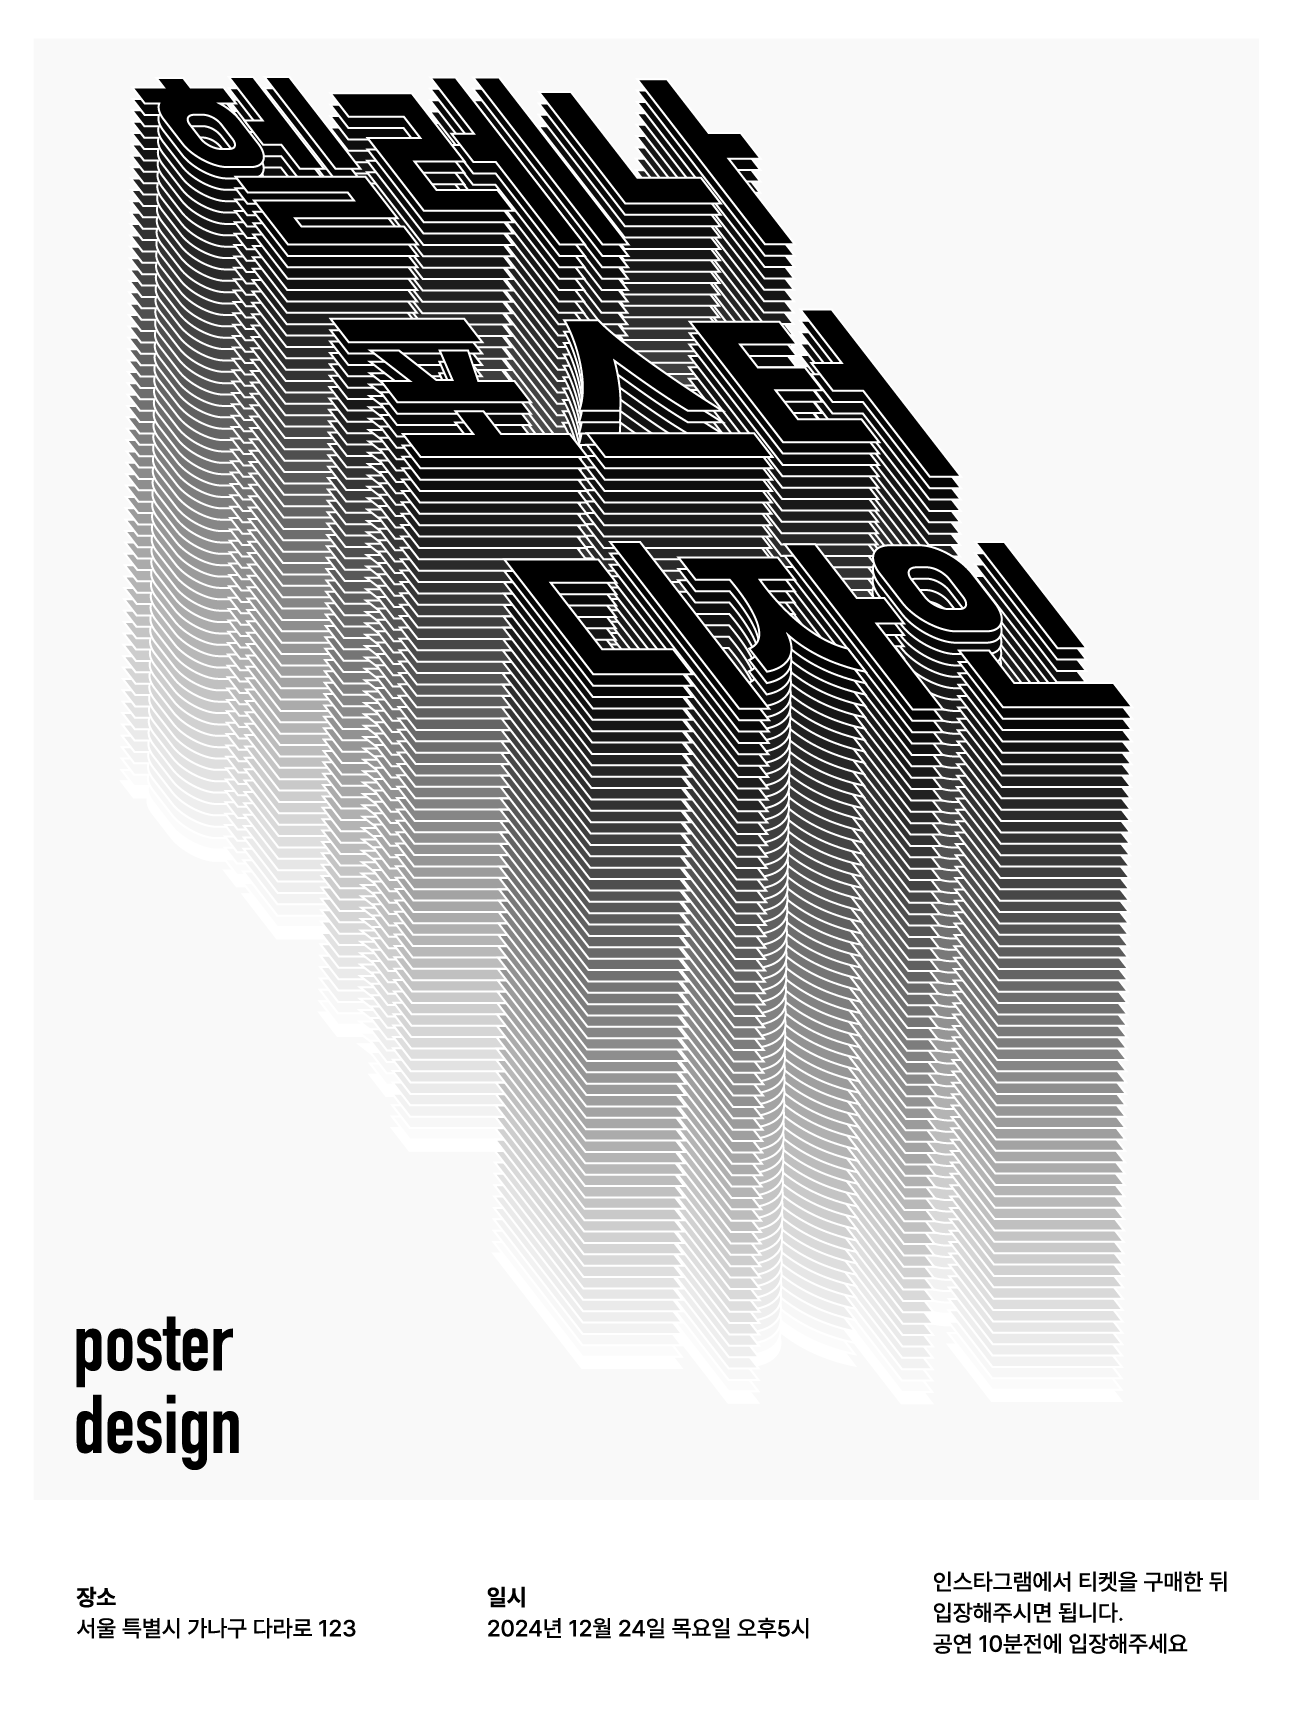 헬레나
포스터
디자인
poster
design
장소
서울 특별시 가나구 다라로 123
일시
2024년 12월 24일 목요일 오후5시
인스타그램에서 티켓을 구매한 뒤
입장해주시면 됩니다.
공연 10분전에 입장해주세요